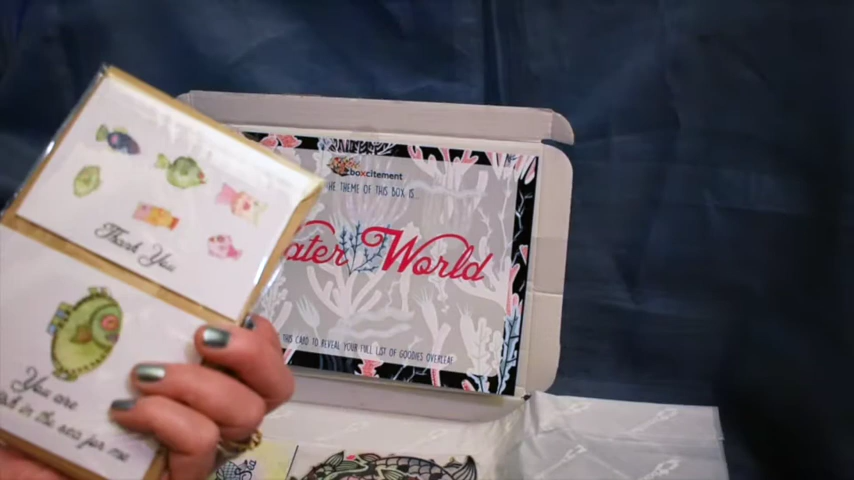 boxcitement
THE THEME OF THIS BOX IS...
ater World
THIS CARD TO REVEAL YOUR FULL LIST OF GOODIES OVERLEAF
Thank You
You are
in the sea for me